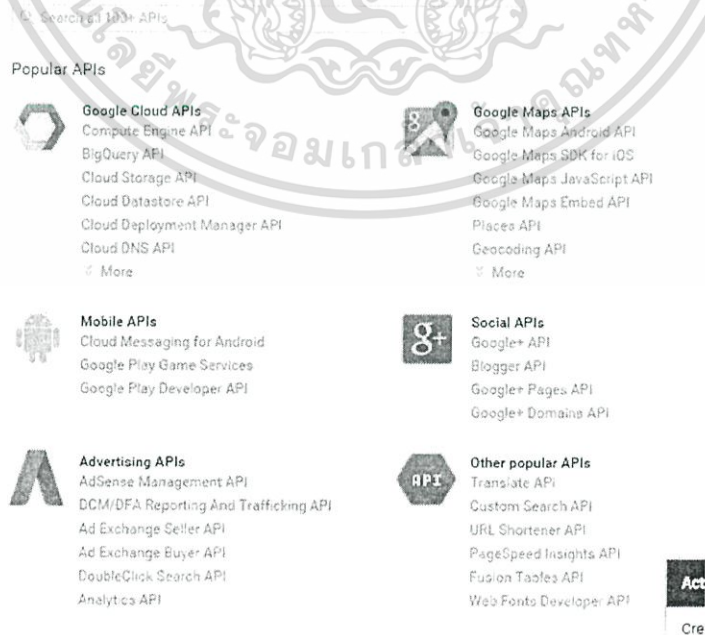 Search all 100+ APIs
Popular APIs
Google Cloud APIs
Compute Engine API
BigQuery API
Cloud Storage API
Cloud Datastore API
Cloud Deployment Manager API
Cloud DNS API
More
Google Maps APIs
Google Maps Android API
Google Maps SDK for iOS
Google Maps JavaScript API
Google Maps Embed API
Places API
Geocoding API
More
Mobile APIs
Cloud Messaging for Android
Google Play Game Services
Google Play Developer API
g+
Social APIs
Google+ API
Blogger API
Google+ Pages API
Google+ Domains API
Advertising APIs
AdSense Management API
DCM/DFA Reporting And Trafficking API
Ad Exchange Seller API
Ad Exchange Buyer API
DoubleClick Search API
Analytics API
API
Other popular APIs
Translate API
Custom Search API
URL Shortener API
PageSpeed Insights API
Fusion Tables API
Web Fonts Developer API
Act
Cre